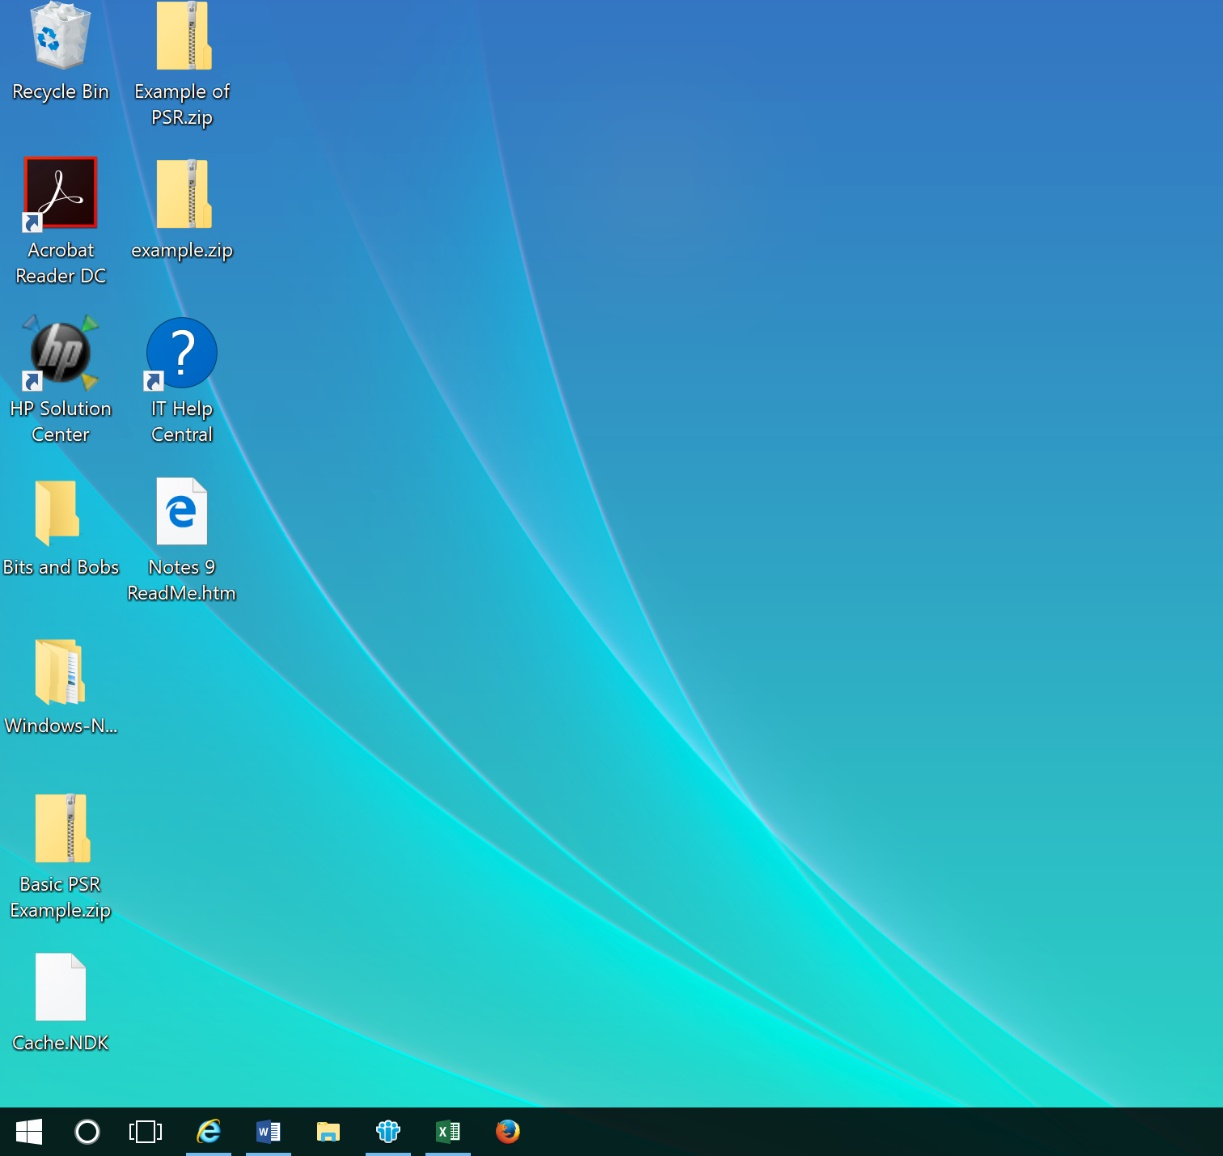 Recycle Bin
Example of
PSR.zip
Acrobat
Reader DC
example.zip
hp
HP Solution
Center
?
IT Help
Central
Bits and Bobs
e
Notes 9
ReadMe.htm
Windows-N...
Basic PSR
Example.zip
Cache.NDK
e
W
X